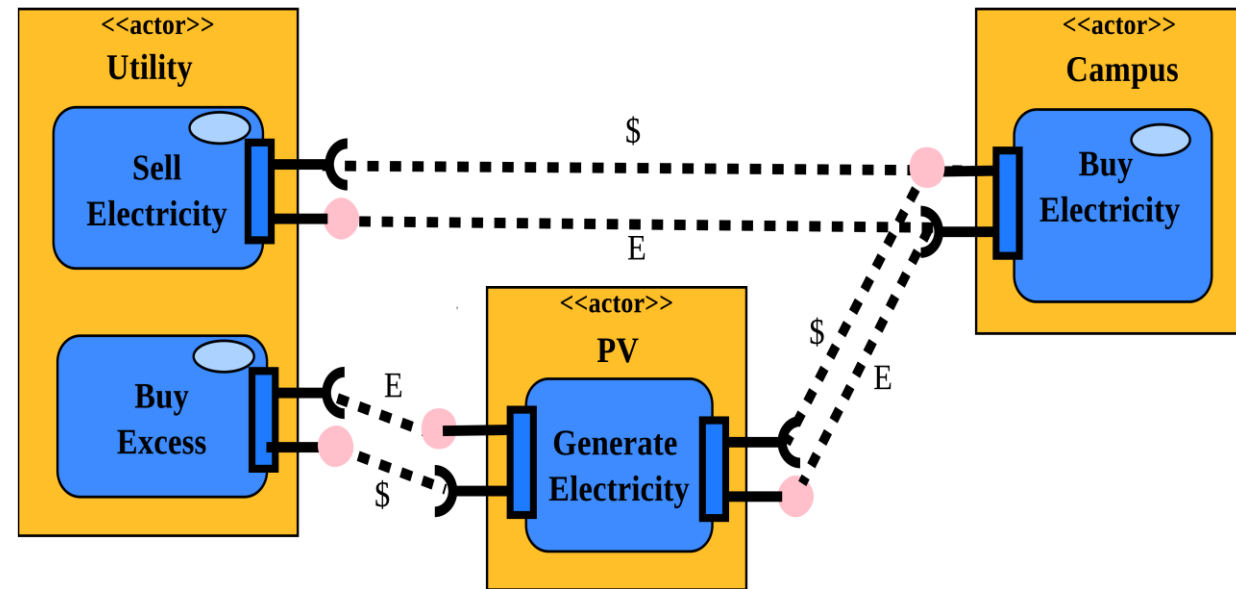 <<actor>>
Utility
Sell
Electricity
Buy
Excess
$
E
E
$
<<actor>>
PV
Generate
Electricity
$
E
<<actor>>
Campus
Buy
Electricity